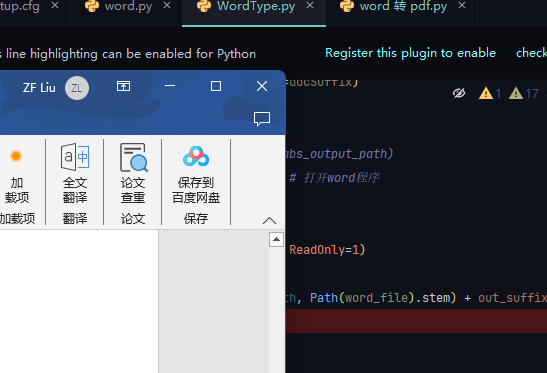 tup.cfg word.py WordType.py word 转 pdf.py
s line highlighting can be enabled for Python Register this plugin to enable check
ZF Liu ZL
=docSuffix)
1 17
abs_output_path)
# 打开word程序
加载项
全文翻译
论文查重
保存到百度网盘
加载项 翻译 论文 保存
ReadOnly=1)
th, Path(word_file).stem) + out_suffix